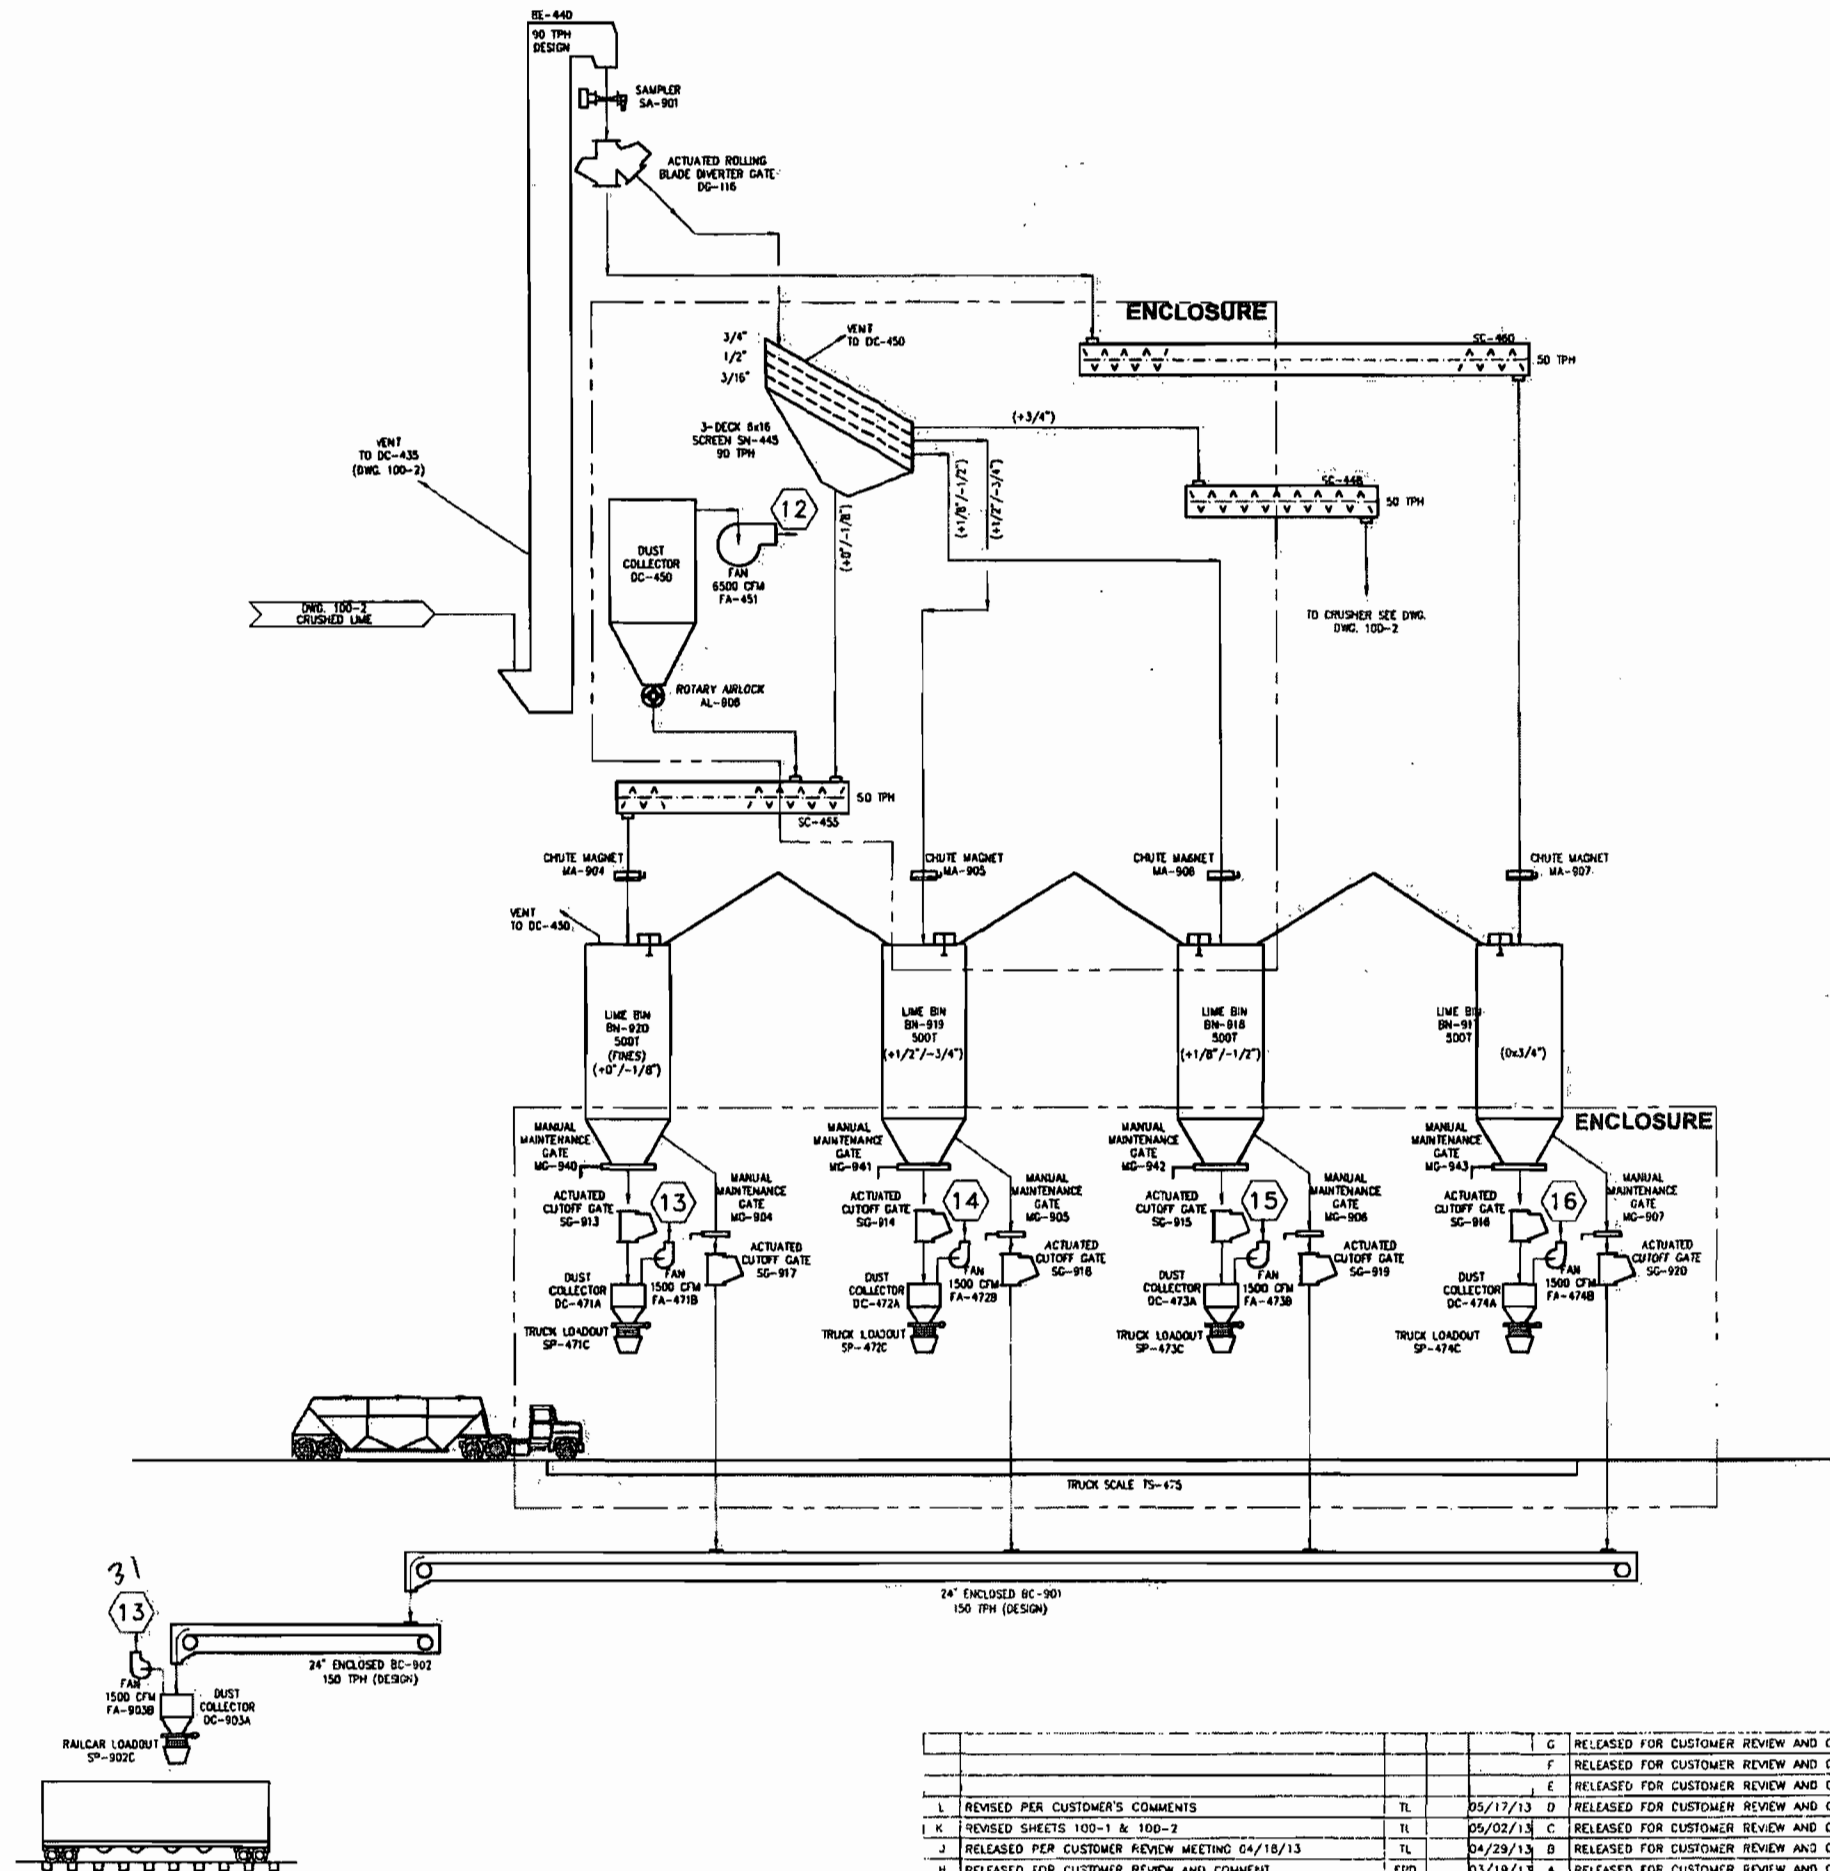 BE-440
90 TPH
DESIGN
SAMPLER
SA-901
ACTUATED ROLLING
BLADE DIVERTER GATE
DG-116
ENCLOSURE
3/4"
1/2"
3/16"
VENT
TO DC-450
SC-460
50 TPH
3-DECK 8x16
SCREEN SN-445
90 TPH
(+3/4")
(+1/8"/-1/2")
(+1/2"/-3/4")
(+0"/-1/8")
SC-448
50 TPH
VENT
TO DC-435
(DWG. 100-2)
12
DUST
COLLECTOR
DC-450
FAN
6500 CFM
FA-451
DWG. 100-2
CRUSHED LIME
TO CRUSHER SEE DWG.
DWG. 100-2
ROTARY AIRLOCK
AL-906
50 TPH
SC-455
CHUTE MAGNET
MA-904
CHUTE MAGNET
MA-905
CHUTE MAGNET
MA-906
CHUTE MAGNET
MA-907
VENT
TO DC-450
LIME BIN
BN-920
500T
(FINES)
(+0"/-1/8")
LIME BIN
BN-919
500T
(+1/2"/-3/4")
LIME BIN
BN-918
500T
(+1/8"/-1/2")
LIME BIN
BN-917
500T
(0x3/4")
ENCLOSURE
MANUAL
MAINTENANCE
GATE
MG-940
ACTUATED
CUTOFF GATE
SG-913
13
MANUAL
MAINTENANCE
GATE
MG-904
ACTUATED
CUTOFF GATE
SG-917
DUST
COLLECTOR
DC-471A
FAN
1500 CFM
FA-471B
TRUCK LOADOUT
SP-471C
MANUAL
MAINTENANCE
GATE
MG-941
ACTUATED
CUTOFF GATE
SG-914
14
MANUAL
MAINTENANCE
GATE
MG-905
ACTUATED
CUTOFF GATE
SG-918
DUST
COLLECTOR
DC-472A
FAN
1500 CFM
FA-472B
TRUCK LOADOUT
SP-472C
MANUAL
MAINTENANCE
GATE
MG-942
ACTUATED
CUTOFF GATE
SG-915
15
MANUAL
MAINTENANCE
GATE
MG-906
ACTUATED
CUTOFF GATE
SG-919
DUST
COLLECTOR
DC-473A
FAN
1500 CFM
FA-473B
TRUCK LOADOUT
SP-473C
MANUAL
MAINTENANCE
GATE
MG-943
ACTUATED
CUTOFF GATE
SG-916
16
MANUAL
MAINTENANCE
GATE
MG-907
ACTUATED
CUTOFF GATE
SG-920
DUST
COLLECTOR
DC-474A
FAN
1500 CFM
FA-474B
TRUCK LOADOUT
SP-474C
TRUCK SCALE TS-475
24" ENCLOSED BC-901
150 TPH (DESIGN)
31
13
24" ENCLOSED BC-902
150 TPH (DESIGN)
FAN
1500 CFM
FA-903B
DUST
COLLECTOR
DC-903A
RAILCAR LOADOUT
SP-902C
G RELEASED FOR CUSTOMER REVIEW AND
F RELEASED FOR CUSTOMER REVIEW AND
E RELEASED FOR CUSTOMER REVIEW AND
L REVISED PER CUSTOMER'S COMMENTS TL 05/17/13 D RELEASED FOR CUSTOMER REVIEW AND
K REVISED SHEETS 100-1 & 100-2 TL 05/02/13 C RELEASED FOR CUSTOMER REVIEW AND
J RELEASED PER CUSTOMER REVIEW MEETING 04/18/13 TL 04/29/13 B RELEASED FOR CUSTOMER REVIEW AND
H RELEASED FOR CUSTOMER REVIEW AND COMMENT 03/19/13 A RELEASED FOR CUSTOMER REVIEW AND